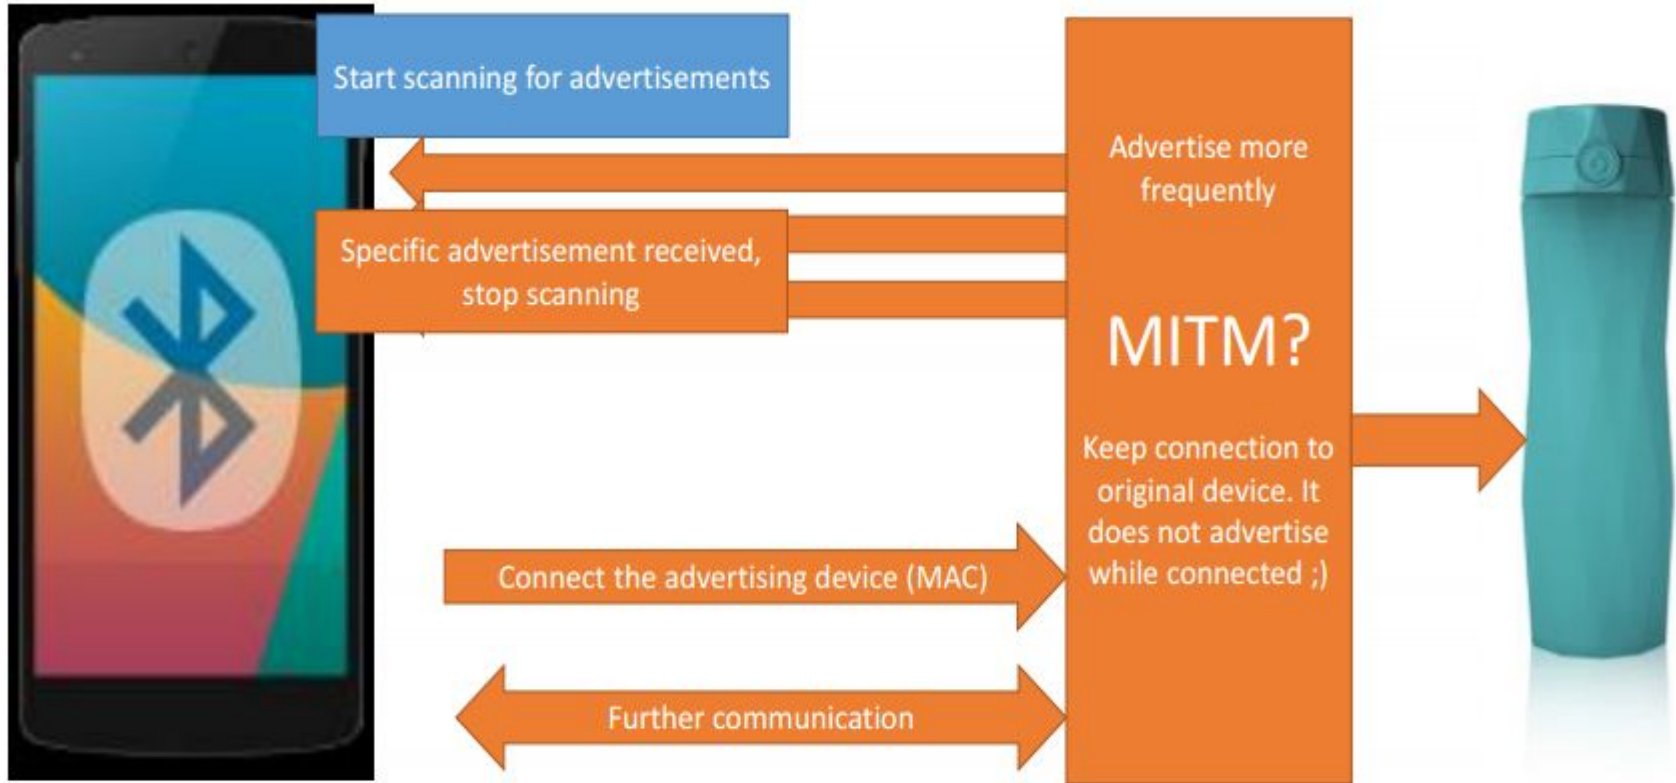 Start scanning for advertisements
Advertise more
frequently
Specific advertisement received,
stop scanning
MITM?
Keep connection to
original device. It
does not advertise
while connected ;)
Connect the advertising device (MAC)
Further communication